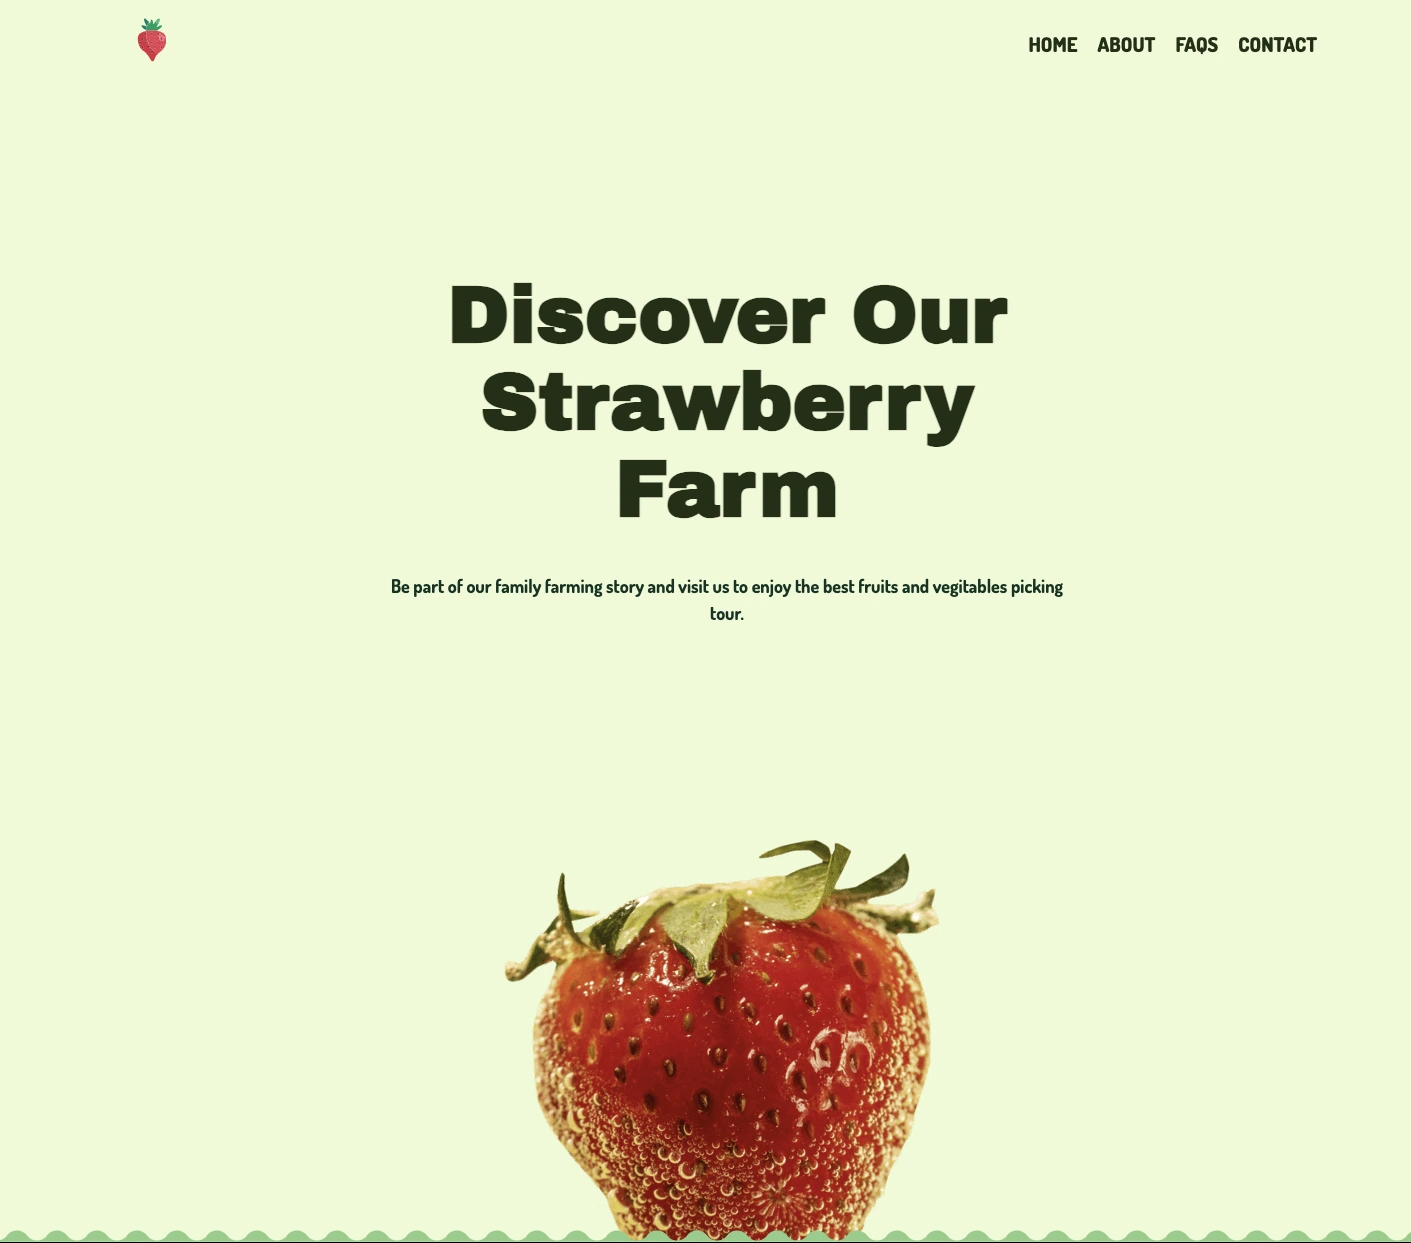 HOME ABOUT FAQS CONTACT
Discover Our
Strawberry
Farm
Be part of our family farming story and visit us to enjoy the best fruits and vegitables picking
tour.